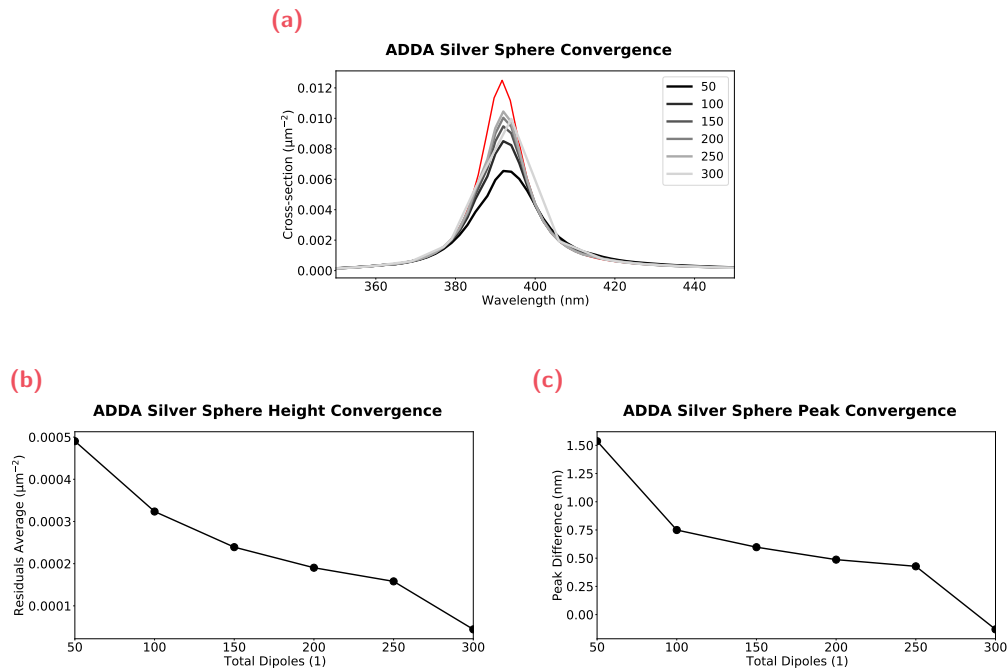 (a)
ADDA Silver Sphere Convergence
Cross-section (μm⁻²)
0.012
0.010
0.008
0.006
0.004
0.002
0.000
50
100
150
200
250
300
360 380 400 420 440
Wavelength (nm)
(b)
ADDA Silver Sphere Height Convergence
Residuals Average (μm⁻²)
0.0005
0.0004
0.0003
0.0002
0.0001
50 100 150 200 250 300
Total Dipoles (1)
(c)
ADDA Silver Sphere Peak Convergence
Peak Difference (nm)
1.50
1.25
1.00
0.75
0.50
0.25
0.00
50 100 150 200 250 300
Total Dipoles (1)